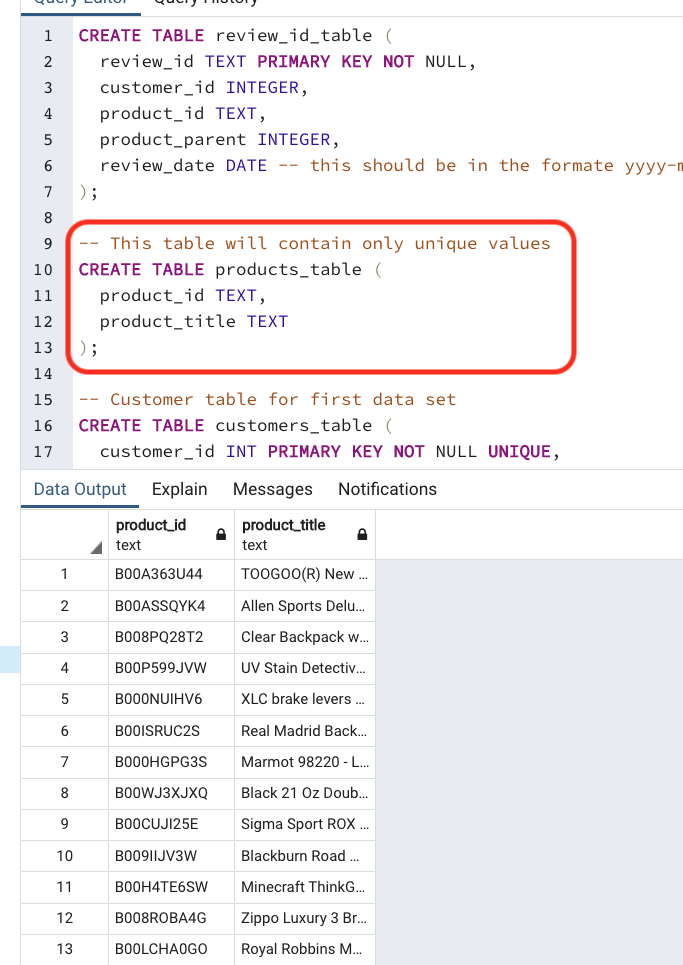 Query Editor Query History
1 CREATE TABLE review_id_table (
2 review_id TEXT PRIMARY KEY NOT NULL,
3 customer_id INTEGER,
4 product_id TEXT,
5 product_parent INTEGER,
6 review_date DATE -- this should be in the formate yyyy-m
7 );
8
9 -- This table will contain only unique values
10 CREATE TABLE products_table (
11 product_id TEXT,
12 product_title TEXT
13 );
14
15 -- Customer table for first data set
16 CREATE TABLE customers_table (
17 customer_id INT PRIMARY KEY NOT NULL UNIQUE,
Data Output Explain Messages Notifications
product_id product_title
text text
1 B00A363U44 TOOGOO(R) New ...
2 B00ASSQYK4 Allen Sports Delu...
3 B008PQ28T2 Clear Backpack w...
4 B00P599JVW UV Stain Detectiv...
5 B000NUIHV6 XLC brake levers ...
6 B00ISRUC2S Real Madrid Back...
7 B000HGPG3S Marmot 98220 - L...
8 B00WJ3XJXQ Black 21 Oz Doub...
9 B00CUJI25E Sigma Sport ROX ...
10 B009IIJV3W Blackburn Road ...
11 B00H4TE6SW Minecraft ThinkG...
12 B008ROBA4G Zippo Luxury 3 Br...
13 B00LCHA0GO Royal Robbins M...